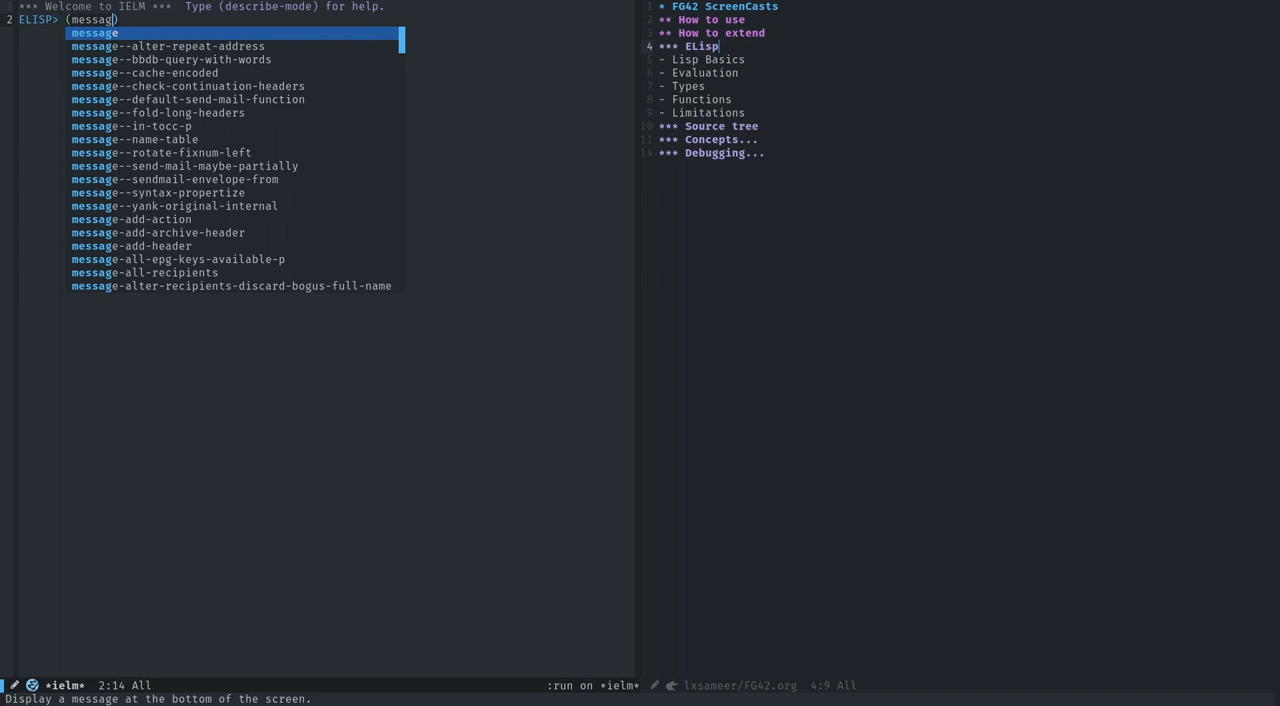 1 *** Welcome to IELM ***  Type (describe-mode) for help.
2 ELISP> (messag)
message
message--alter-repeat-address
message--bbdb-query-with-words
message--cache-encoded
message--check-continuation-headers
message--default-send-mail-function
message--fold-long-headers
message--in-tocc-p
message--name-table
message--rotate-fixnum-left
message--send-mail-maybe-partially
message--sendmail-envelope-from
message--syntax-propertize
message--yank-original-internal
message-add-action
message-add-archive-header
message-add-header
message-all-epg-keys-available-p
message-all-recipients
message-alter-recipients-discard-bogus-full-name
*ielm*  2:14 All  :run on *ielm*
Display a message at the bottom of the screen.
1 * FG42 ScreenCasts
2 ** How to use
3 ** How to extend
4 *** ELisp
5 - Lisp Basics
6 - Evaluation
7 - Types
8 - Functions
9 - Limitations
10 *** Source tree
11 *** Concepts...
14 *** Debugging...
lxsameer/FG42.org  4:9 All